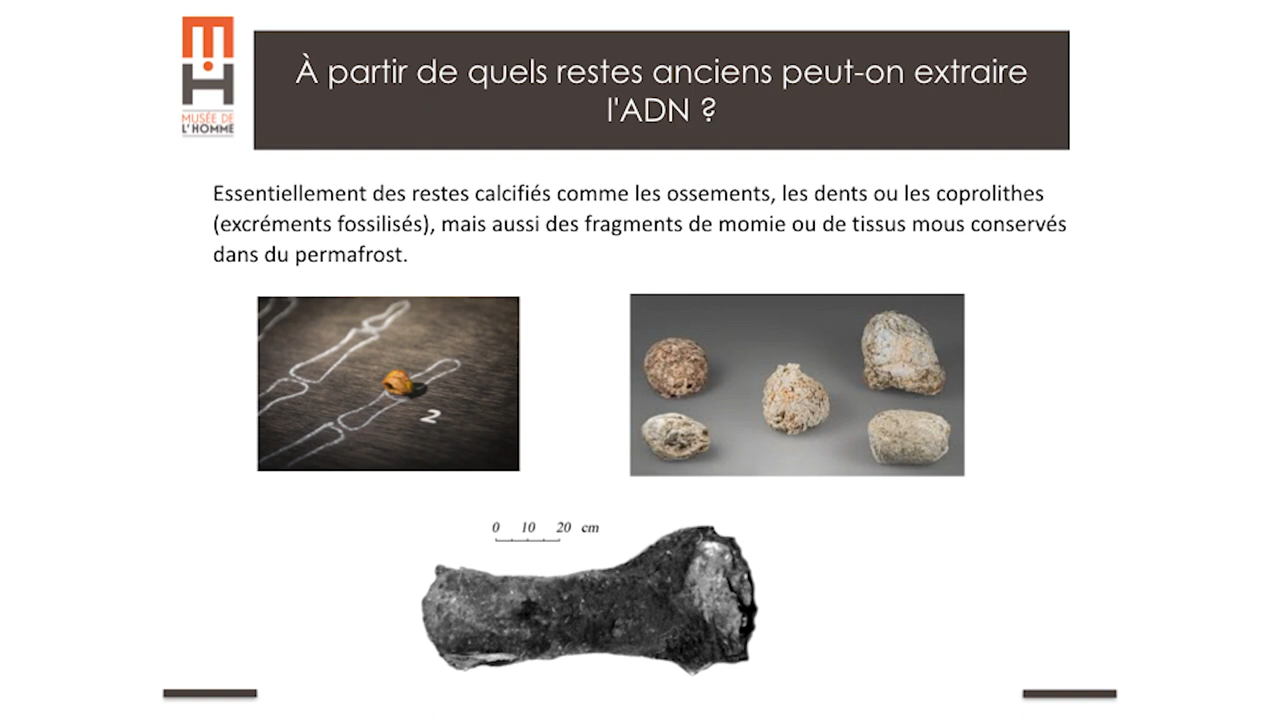 MUSÉE DE
L'HOMME
À partir de quels restes anciens peut-on extraire
l'ADN ?
Essentiellement des restes calcifiés comme les ossements, les dents ou les coprolithes
(excréments fossilisés), mais aussi des fragments de momie ou de tissus mous conservés
dans du permafrost.
2
0 10 20 cm